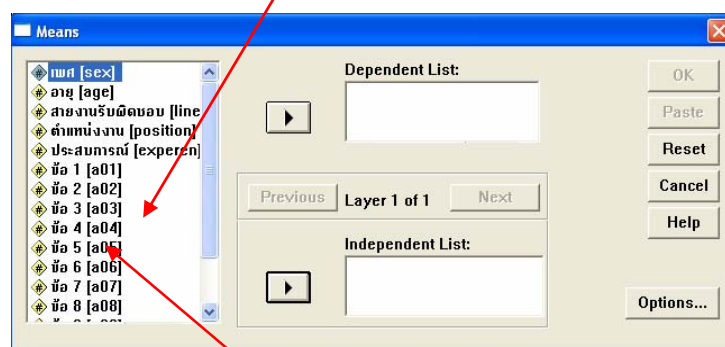 Means
เพศ [sex]
อายุ [age]
สายงานรับผิดชอบ [line
ตำแหน่งงาน [position]
ประสบการณ์ [experen]
ข้อ 1 [a01]
ข้อ 2 [a02]
ข้อ 3 [a03]
ข้อ 4 [a04]
ข้อ 5 [a05]
ข้อ 6 [a06]
ข้อ 7 [a07]
ข้อ 8 [a08]
Dependent List:
Previous
Layer 1 of 1
Next
Independent List:
OK
Paste
Reset
Cancel
Help
Options...